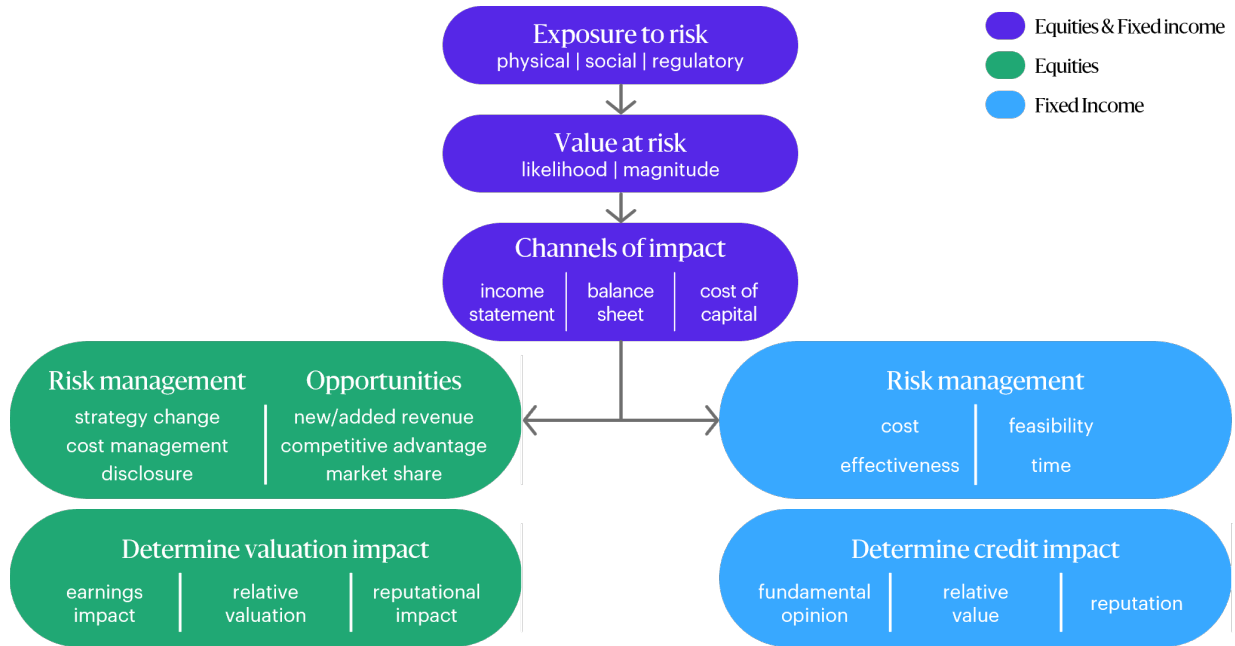 Exposure to risk
physical | social | regulatory
Equities & Fixed income
Equities
Fixed Income
Value at risk
likelihood | magnitude
Channels of impact
income
statement
balance
sheet
cost of
capital
Risk management
strategy change
cost management
disclosure
Opportunities
new/added revenue
competitive advantage
market share
Risk management
cost
feasibility
effectiveness
time
Determine valuation impact
earnings
impact
relative
valuation
reputational
impact
Determine credit impact
fundamental
opinion
relative
value
reputation